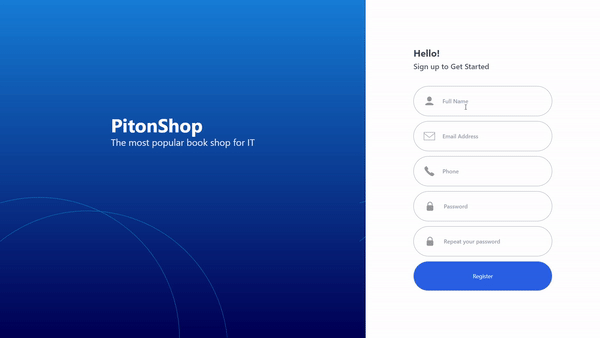 PitonShop
The most popular book shop for IT
Hello!
Sign up to Get Started
Full Name
Email Address
Phone
Password
Repeat your password
Register